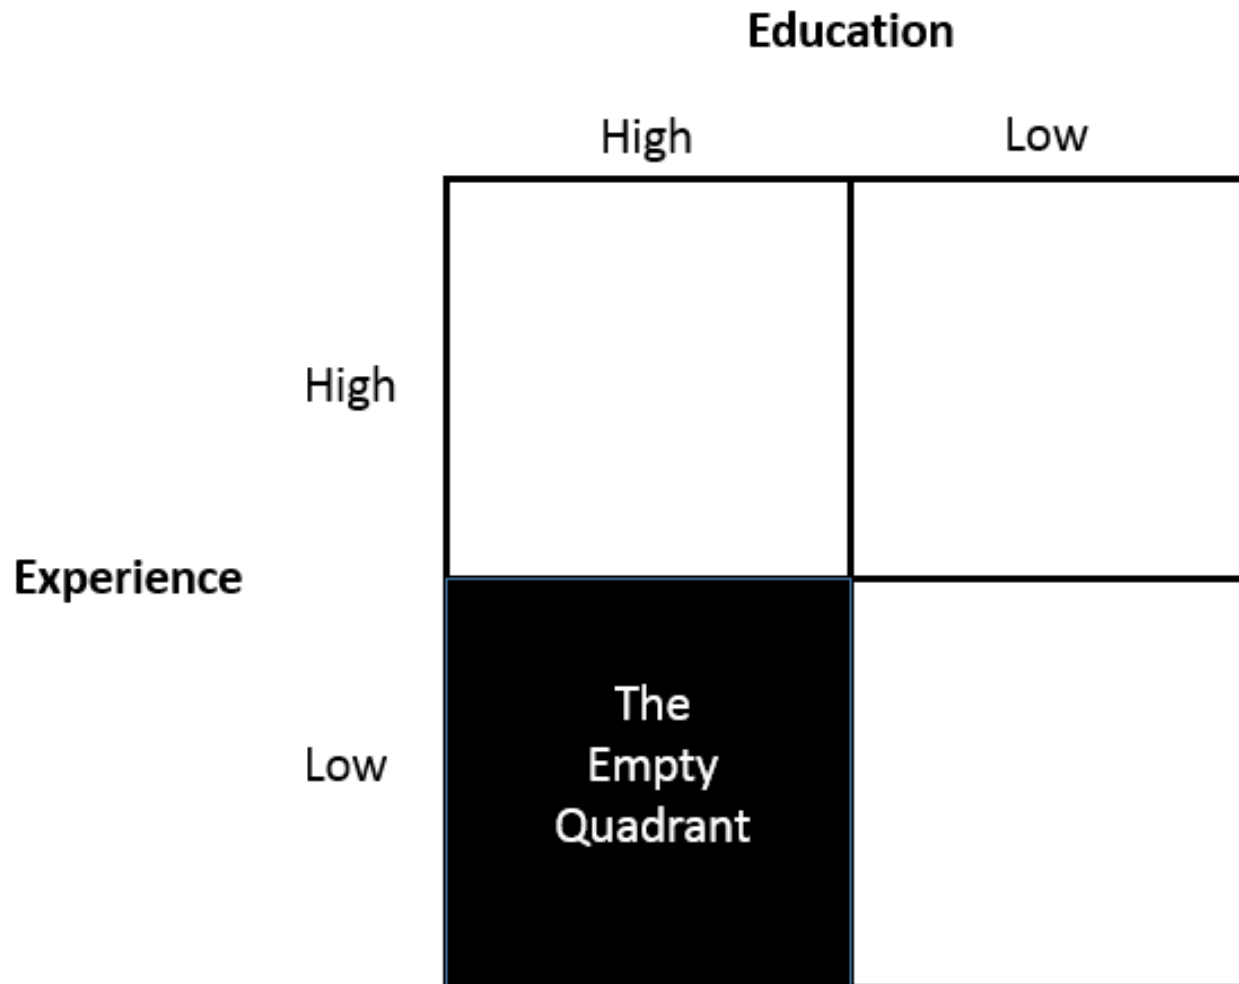 Education
High Low
High
Experience
Low
The
Empty
Quadrant